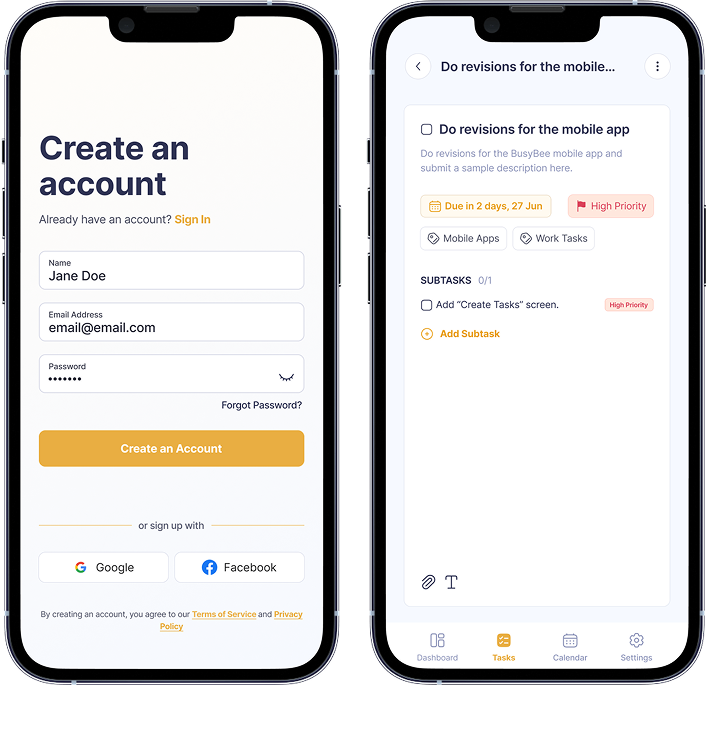 Create an
account
Already have an account? Sign In
Name
Jane Doe
Email Address
email@email.com
Password
•••••••
Forgot Password?
Create an Account
or sign up with
Google
Facebook
By creating an account, you agree to our Terms of Service and Privacy
Policy
Do revisions for the mobile...
Do revisions for the mobile app
Do revisions for the BusyBee mobile app and
submit a sample description here.
Due in 2 days, 27 Jun
High Priority
Mobile Apps
Work Tasks
SUBTASKS 0/1
Add “Create Tasks” screen.
High Priority
Add Subtask
Dashboard
Tasks
Calendar
Settings